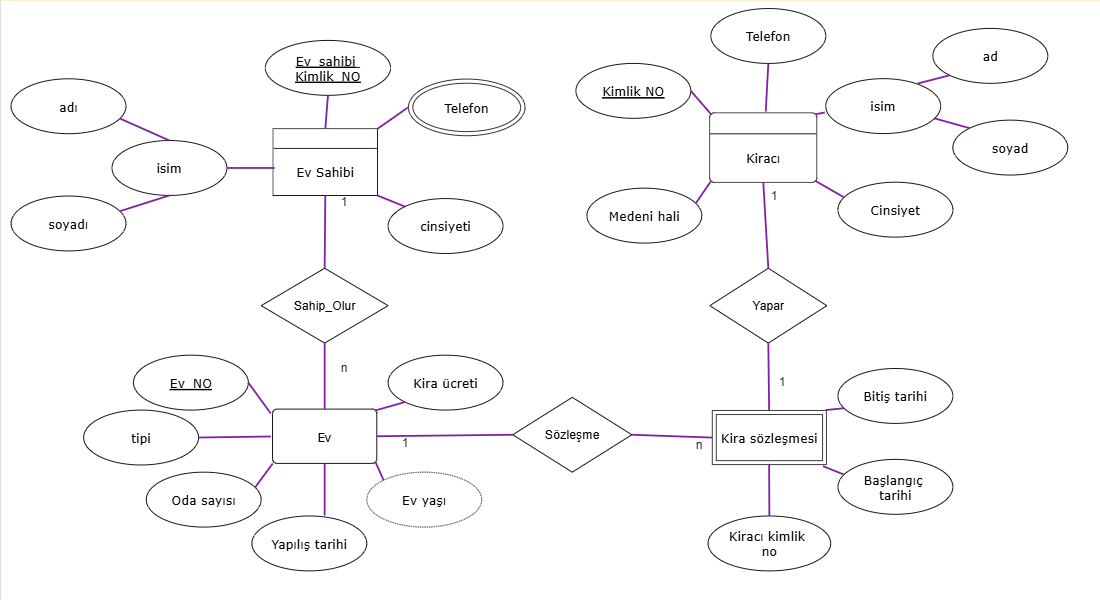 Telefon
Ev_sahibi_
Kimlik_NO
ad
Kimlik NO
adı
Telefon
isim
soyad
Kiracı
isim
Ev Sahibi
1
1
Medeni hali
Cinsiyet
soyadı
cinsiyeti
Sahip_Olur
Yapar
n
Ev_NO
Kira ücreti
1
Bitiş tarihi
tipi
Ev
1
Sözleşme
n
Kira sözleşmesi
Oda sayısı
Ev yaşı
Başlangıç
tarihi
Yapılış tarihi
Kiracı kimlik
no